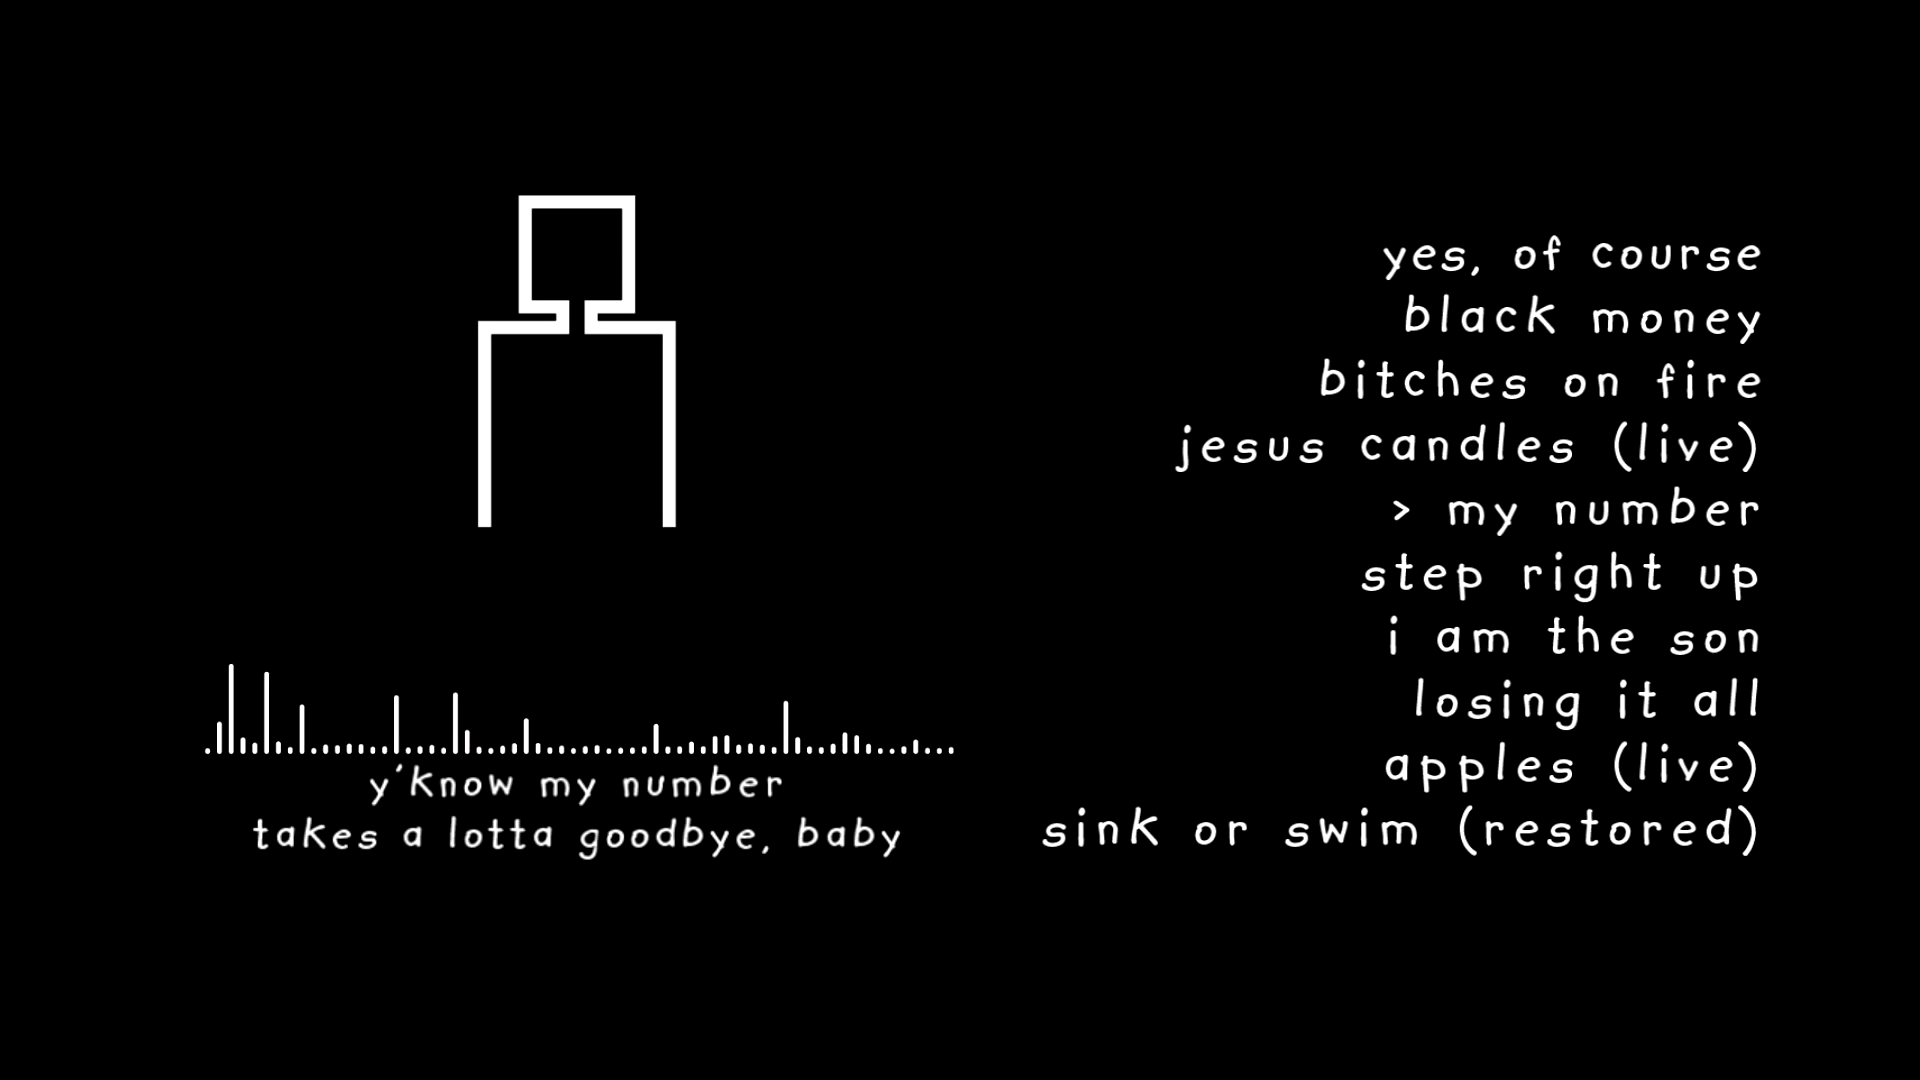 y'know my number
takes a lotta goodbye, baby
yes, of course
black money
bitches on fire
jesus candles (live)
> my number
step right up
i am the son
losing it all
apples (live)
sink or swim (restored)